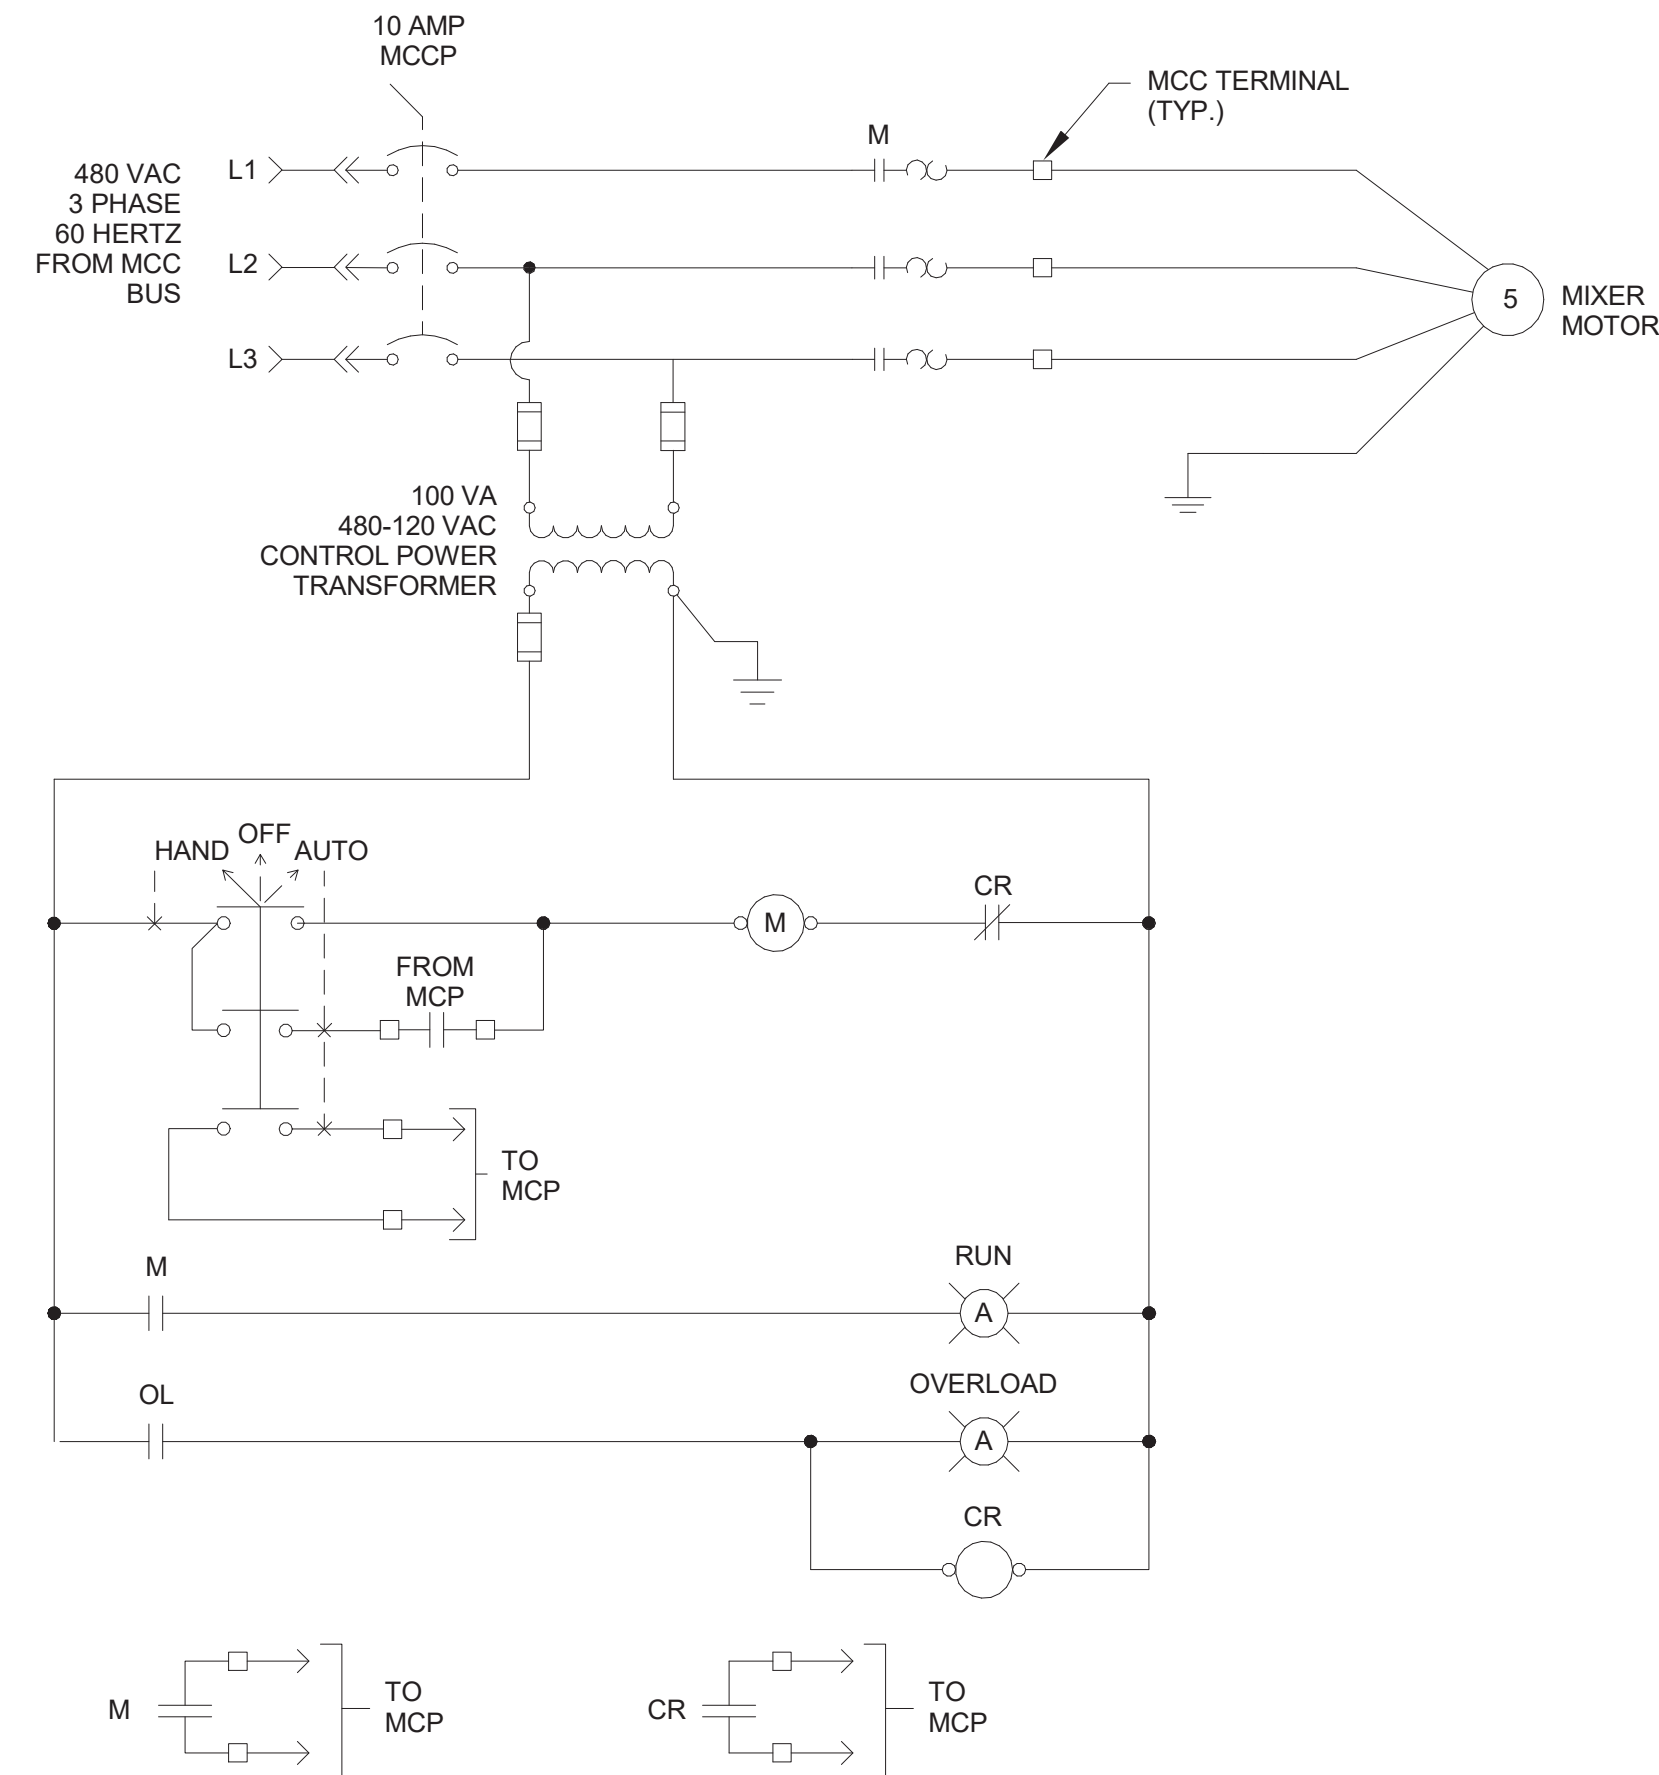 10 AMP
MCCP
MCC TERMINAL
(TYP.)
M
480 VAC
3 PHASE
60 HERTZ
FROM MCC
BUS
L1
L2
L3
5
MIXER
MOTOR
100 VA
480-120 VAC
CONTROL POWER
TRANSFORMER
HAND
OFF
AUTO
M
CR
FROM
MCP
TO
MCP
M
RUN
A
OL
OVERLOAD
A
CR
M
TO
MCP
CR
TO
MCP